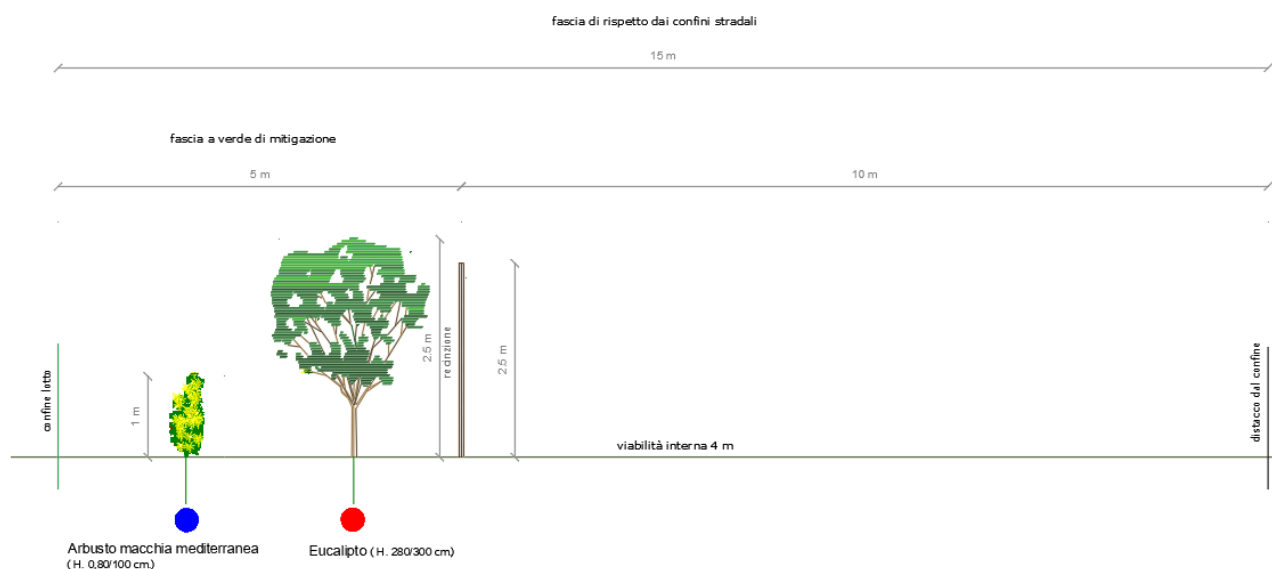 fascia di rispetto dai confini stradali
15 m
fascia a verde di mitigazione
5 m
10 m
confine lotto
1 m
2.5 m
recinzione
2.5 m
viabilità interna 4 m
distacco dal confine
Arbusto macchia mediterranea
( H. 0,80/100 cm.)
Eucalipto ( H. 280/300 cm.)